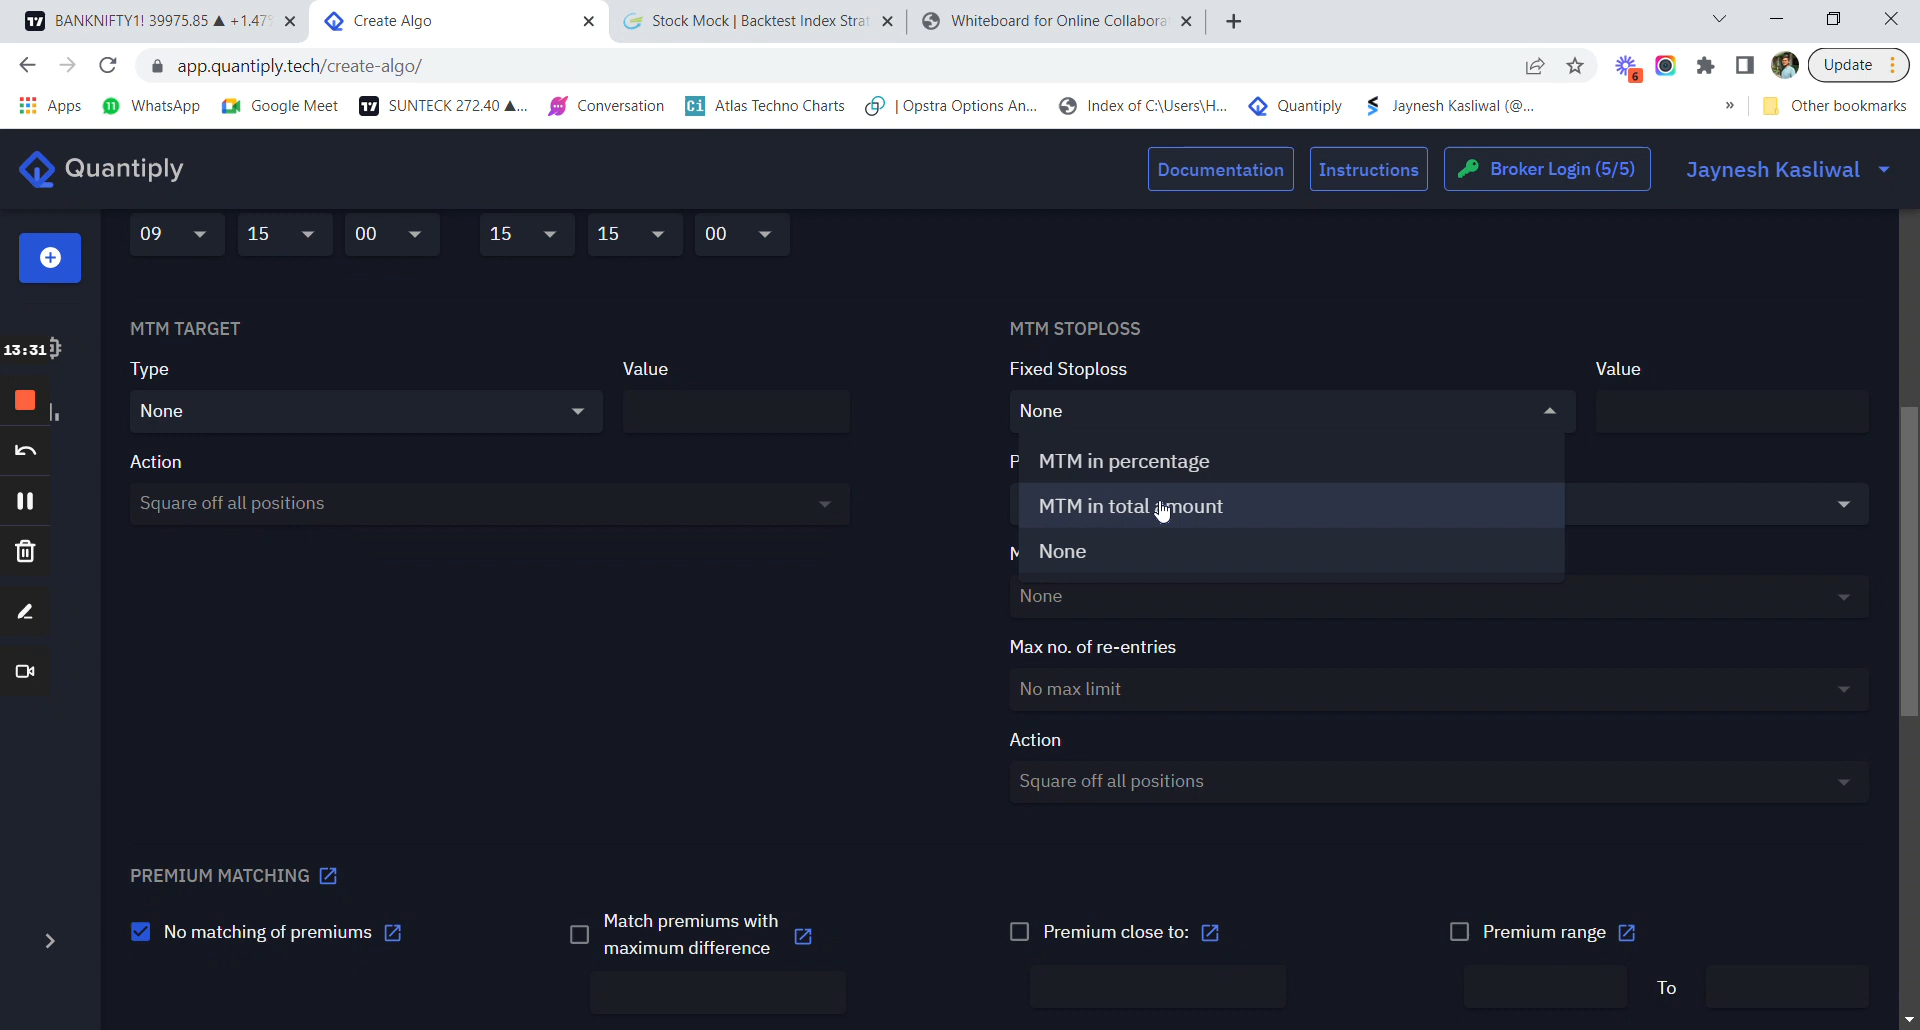 BANKNIFTY1! 39975.85 ▲ +1.47%
Create Algo
Stock Mock | Backtest Index Strat
Whiteboard for Online Collaborat
app.quantiply.tech/create-algo/
6
Update
Apps
11
WhatsApp
Google Meet
SUNTECK 272.40 ▲...
Conversation
Ci
Atlas Techno Charts
| Opstra Options An...
Index of C:\Users\H...
Quantiply
Jaynesh Kasliwal (@...
»
Other bookmarks
Quantiply
Documentation
Instructions
Broker Login (5/5)
Jaynesh Kasliwal
09 15 00 15 15 00
13:31
MTM TARGET
Type Value
None
Action
Square off all positions
MTM STOPLOSS
Fixed Stoploss Value
None
MTM in percentage
MTM in total amount
None
None
Max no. of re-entries
No max limit
Action
Square off all positions
PREMIUM MATCHING
No matching of premiums
Match premiums with
maximum difference
Premium close to:
Premium range
To